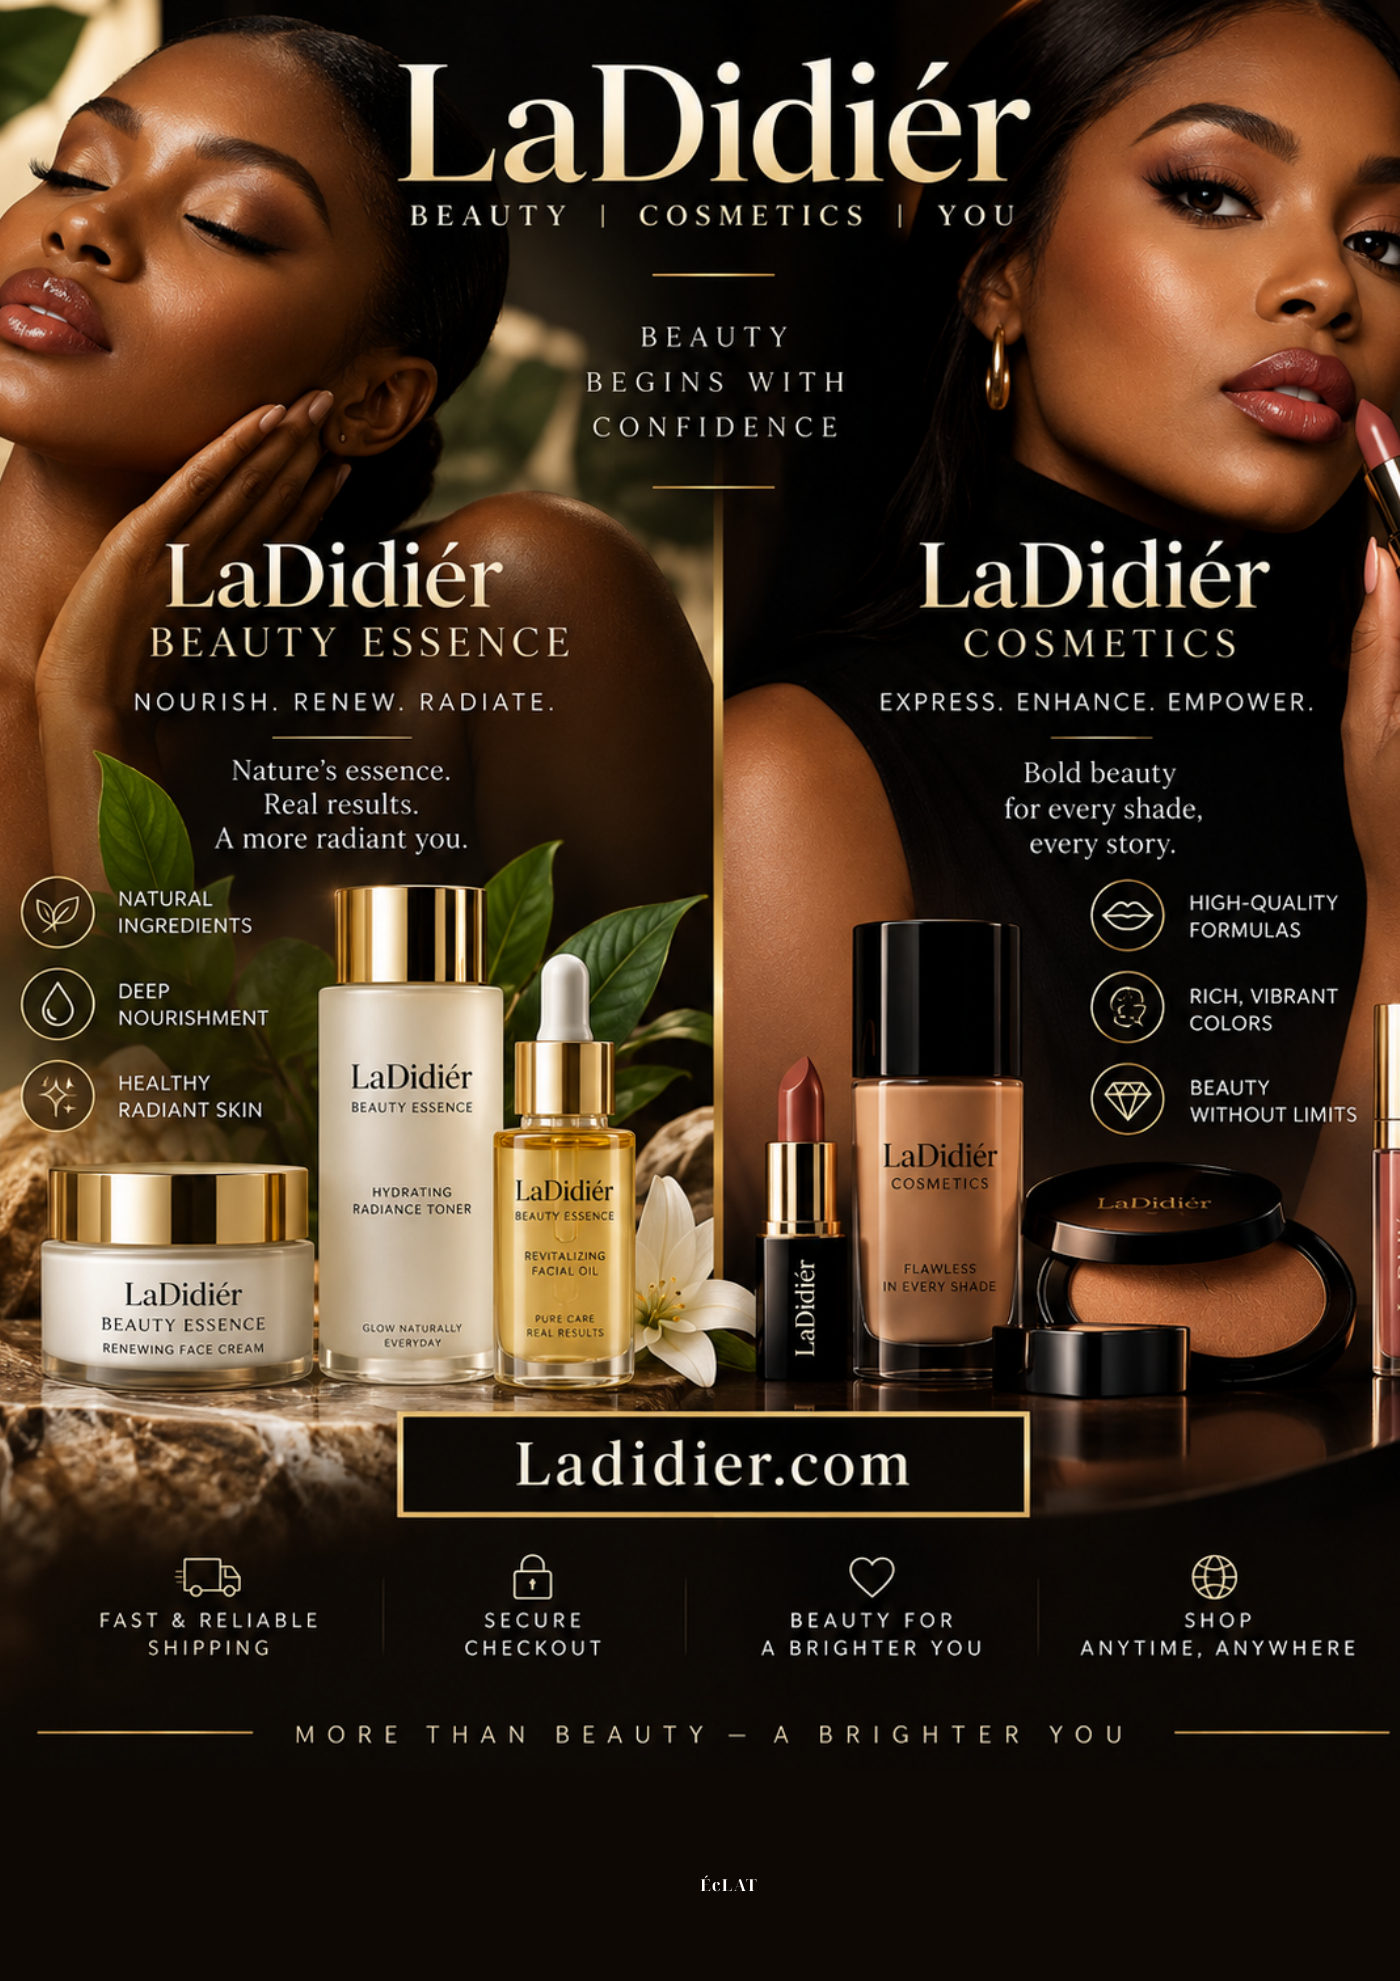 LaDidiér
BEAUTY | COSMETICS | YOU
BEAUTY
BEGINS WITH
CONFIDENCE
LaDidiér
BEAUTY ESSENCE
NOURISH. RENEW. RADIATE.
Nature's essence.
Real results.
A more radiant you.
NATURAL
INGREDIENTS
DEEP
NOURISHMENT
HEALTHY
RADIANT SKIN
LaDidiér
BEAUTY ESSENCE
RENEWING FACE CREAM
LaDidiér
BEAUTY ESSENCE
HYDRATING
RADIANCE TONER
GLOW NATURALLY
EVERYDAY
LaDidiér
BEAUTY ESSENCE
REVITALIZING
FACIAL OIL
PURE CARE
REAL RESULTS
LaDidiér
COSMETICS
EXPRESS. ENHANCE. EMPOWER.
Bold beauty
for every shade,
every story.
HIGH-QUALITY
FORMULAS
RICH, VIBRANT
COLORS
BEAUTY
WITHOUT LIMITS
LaDidiér
LaDidiér
COSMETICS
FLAWLESS
IN EVERY SHADE
LaDidiér
Ladidier.com
FAST & RELIABLE
SHIPPING
SECURE
CHECKOUT
BEAUTY FOR
A BRIGHTER YOU
SHOP
ANYTIME, ANYWHERE
MORE THAN BEAUTY – A BRIGHTER YOU
ÉcLAT